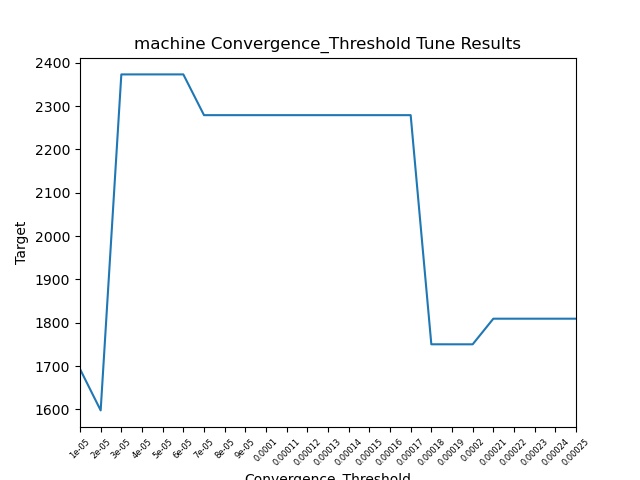 machine Convergence_Threshold Tune Results
2400
2300
2200
2100
2000
1900
1800
1700
1600
Target
1e-05
2e-05
3e-05
4e-05
5e-05
6e-05
7e-05
8e-05
9e-05
0.0001
0.00011
0.00012
0.00013
0.00014
0.00015
0.00016
0.00017
0.00018
0.00019
0.0002
0.00021
0.00022
0.00023
0.00024
0.00025
Convergence_Threshold